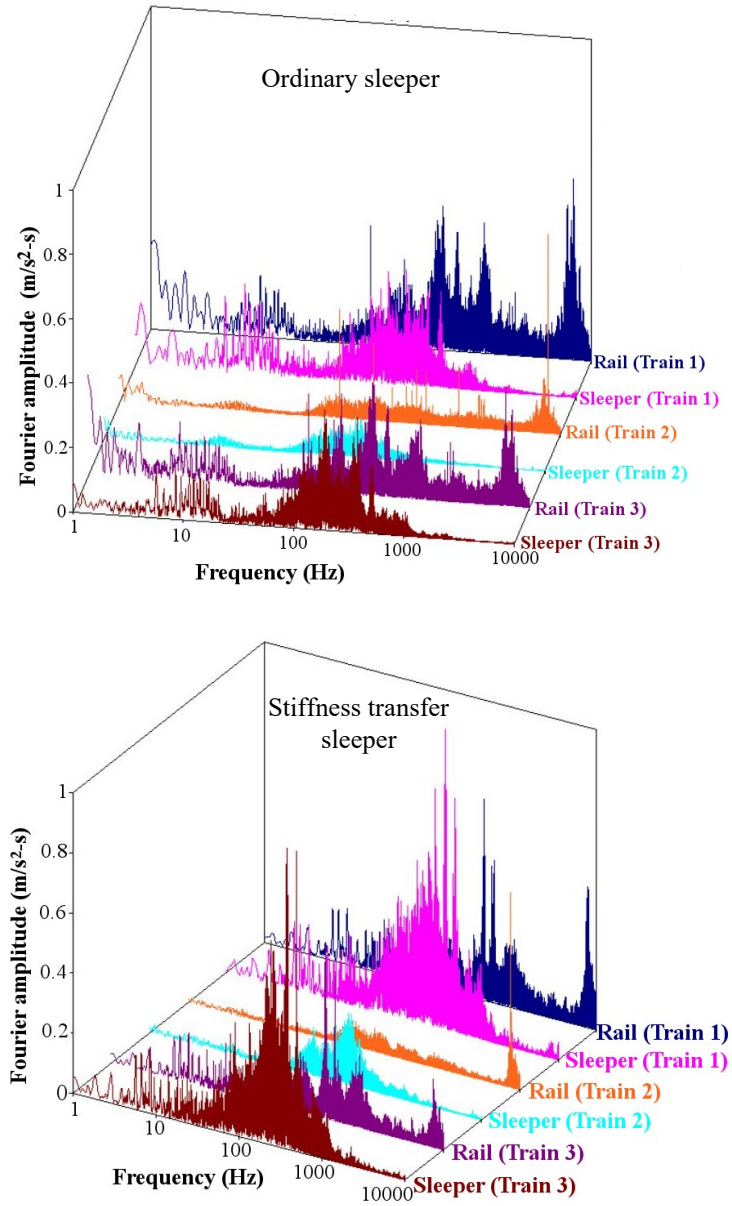 Ordinary sleeper
1
0.8
0.6
0.4
0.2
0
Fourier amplitude (m/s²-s)
1
10
100
1000
10000
Frequency (Hz)
Rail (Train 1)
Sleeper (Train 1)
Rail (Train 2)
Sleeper (Train 2)
Rail (Train 3)
Sleeper (Train 3)
Stiffness transfer
sleeper
1
0.8
0.6
0.4
0.2
0
Fourier amplitude (m/s²-s)
1
10
100
1000
10000
Frequency (Hz)
Rail (Train 1)
Sleeper (Train 1)
Rail (Train 2)
Sleeper (Train 2)
Rail (Train 3)
Sleeper (Train 3)